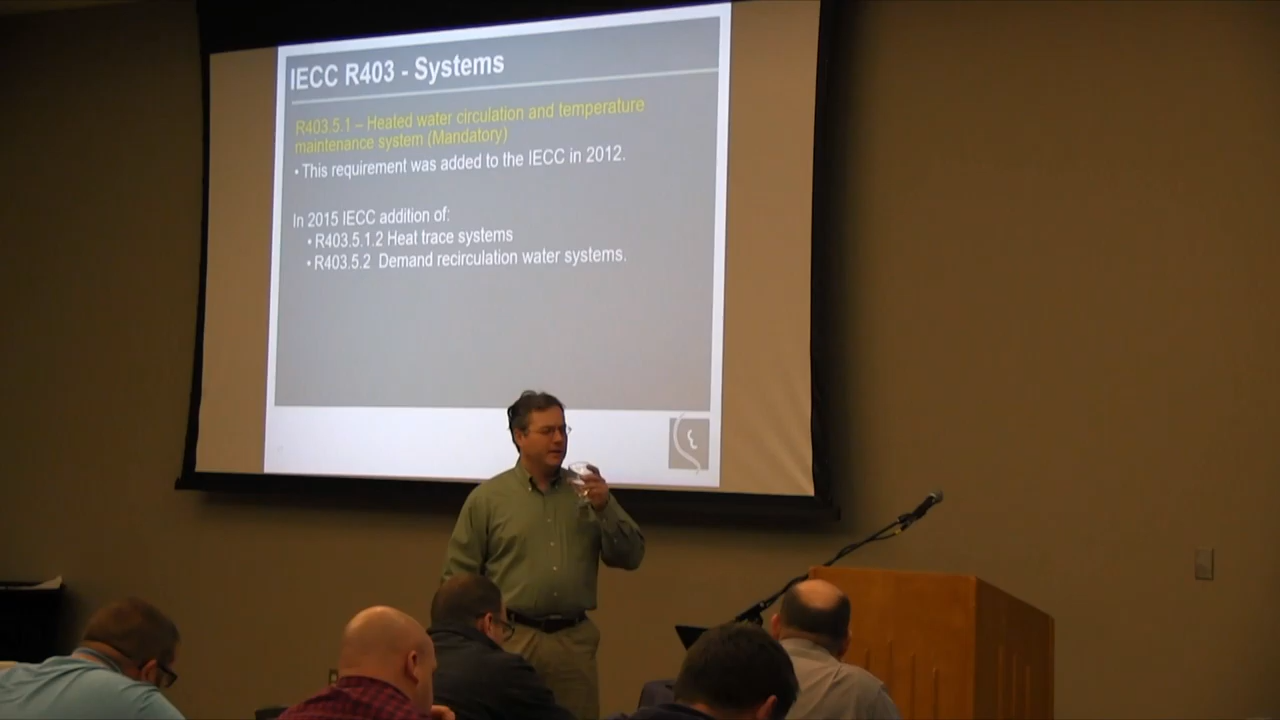 IECC R403 - Systems
R403.5.1 – Heated water circulation and temperature
maintenance system (Mandatory)
• This requirement was added to the IECC in 2012.
In 2015 IECC addition of:
• R403.5.1.2 Heat trace systems
• R403.5.2 Demand recirculation water systems.